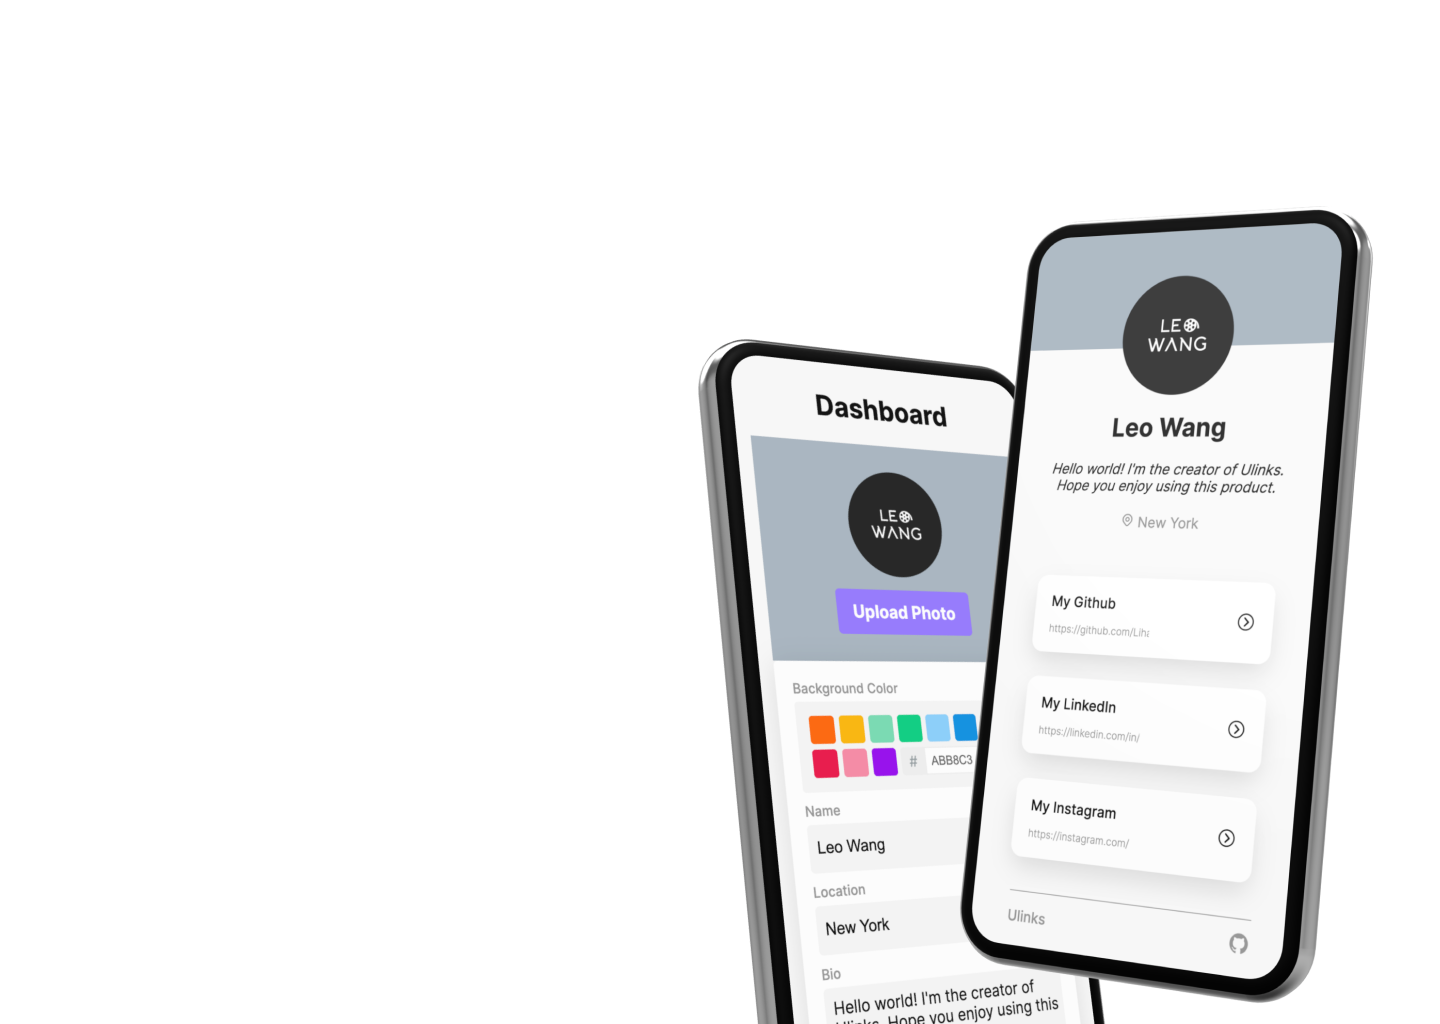 Dashboard
LEO
WANG
Upload Photo
Background Color
# ABB8C3
Name
Leo Wang
Location
New York
Bio
Hello world! I'm the creator of
Ulinks. Hope you enjoy using this
LEO
WANG
Leo Wang
Hello world! I'm the creator of Ulinks.
Hope you enjoy using this product.
New York
My Github
https://github.com/Liha
My LinkedIn
https://linkedin.com/in/
My Instagram
https://instagram.com/
Ulinks